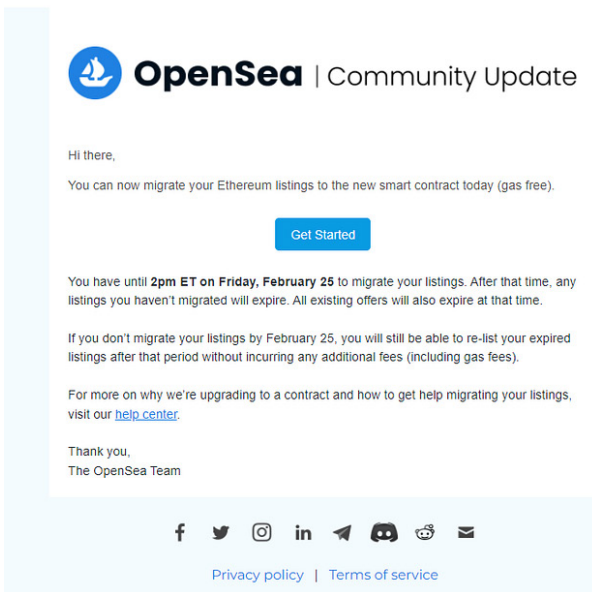 OpenSea | Community Update
Hi there,
You can now migrate your Ethereum listings to the new smart contract today (gas free).
Get Started
You have until 2pm ET on Friday, February 25 to migrate your listings. After that time, any
listings you haven't migrated will expire. All existing offers will also expire at that time.
If you don't migrate your listings by February 25, you will still be able to re-list your expired
listings after that period without incurring any additional fees (including gas fees).
For more on why we're upgrading to a contract and how to get help migrating your listings,
visit our help center.
Thank you,
The OpenSea Team
Privacy policy | Terms of service